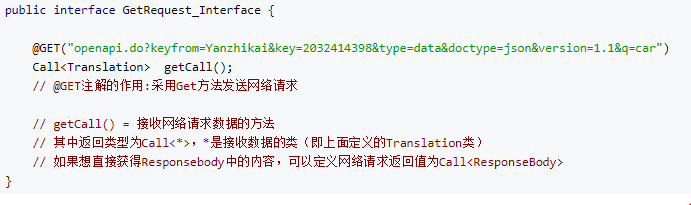 public interface GetRequest_Interface {
@GET("openapi.do?keyfrom=Yanzhikai&key=2032414398&type=data&doctype=json&version=1.1&q=car")
Call<Translation>  getCall();
// @GET注解的作用:采用Get方法发送网络请求
// getCall() = 接收网络请求数据的方法
// 其中返回类型为Call<*>，*是接收数据的类（即上面定义的Translation类）
// 如果想直接获得Responsebody中的内容，可以定义网络请求返回值为Call<ResponseBody>
}